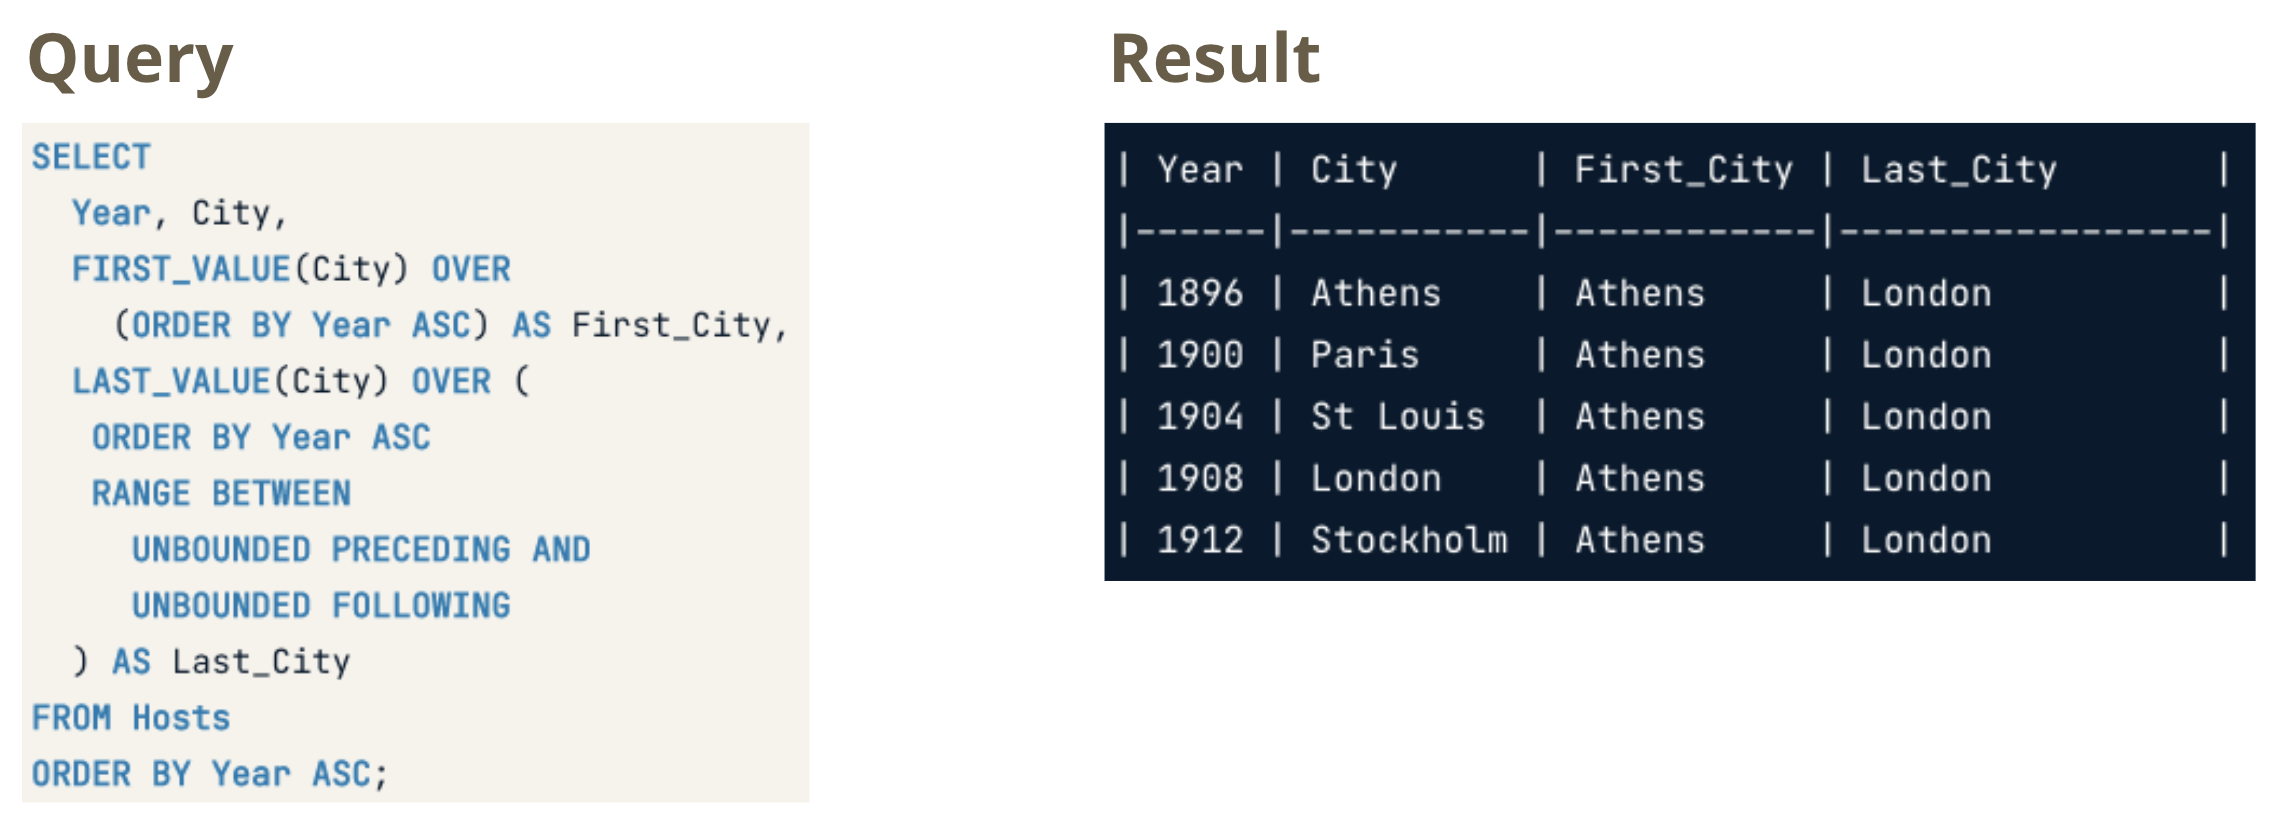 Query
SELECT
Year, City,
FIRST_VALUE(City) OVER
(ORDER BY Year ASC) AS First_City,
LAST_VALUE(City) OVER (
ORDER BY Year ASC
RANGE BETWEEN
UNBOUNDED PRECEDING AND
UNBOUNDED FOLLOWING
) AS Last_City
FROM Hosts
ORDER BY Year ASC;
Result
| Year | City | First_City | Last_City |
|------|-----------|------------|-----------------|
| 1896 | Athens | Athens | London |
| 1900 | Paris | Athens | London |
| 1904 | St Louis | Athens | London |
| 1908 | London | Athens | London |
| 1912 | Stockholm | Athens | London |